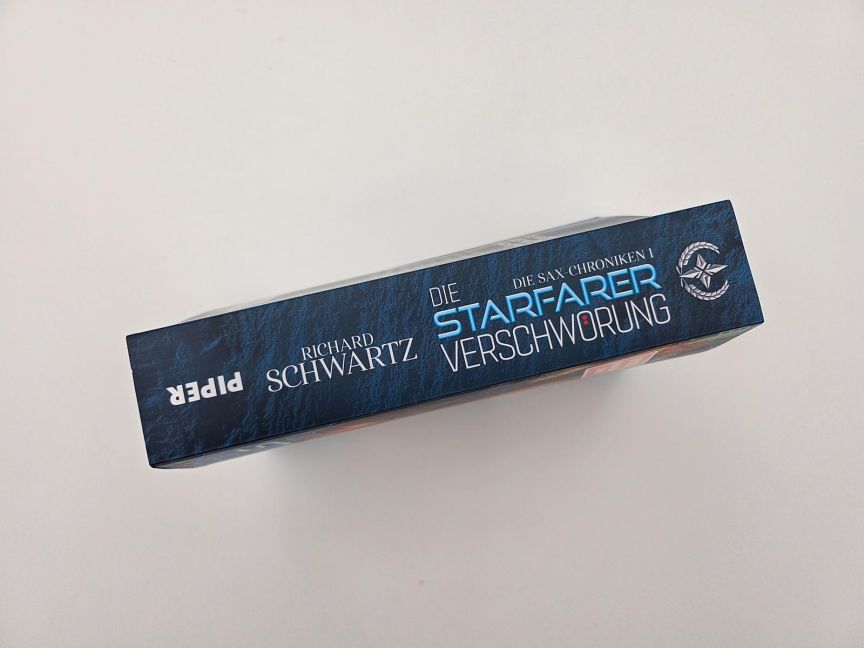 DIE SAX-CHRONIKEN I
DIE
STARFARER
VERSCHWÖRUNG
RICHARD
SCHWARTZ
PIPER